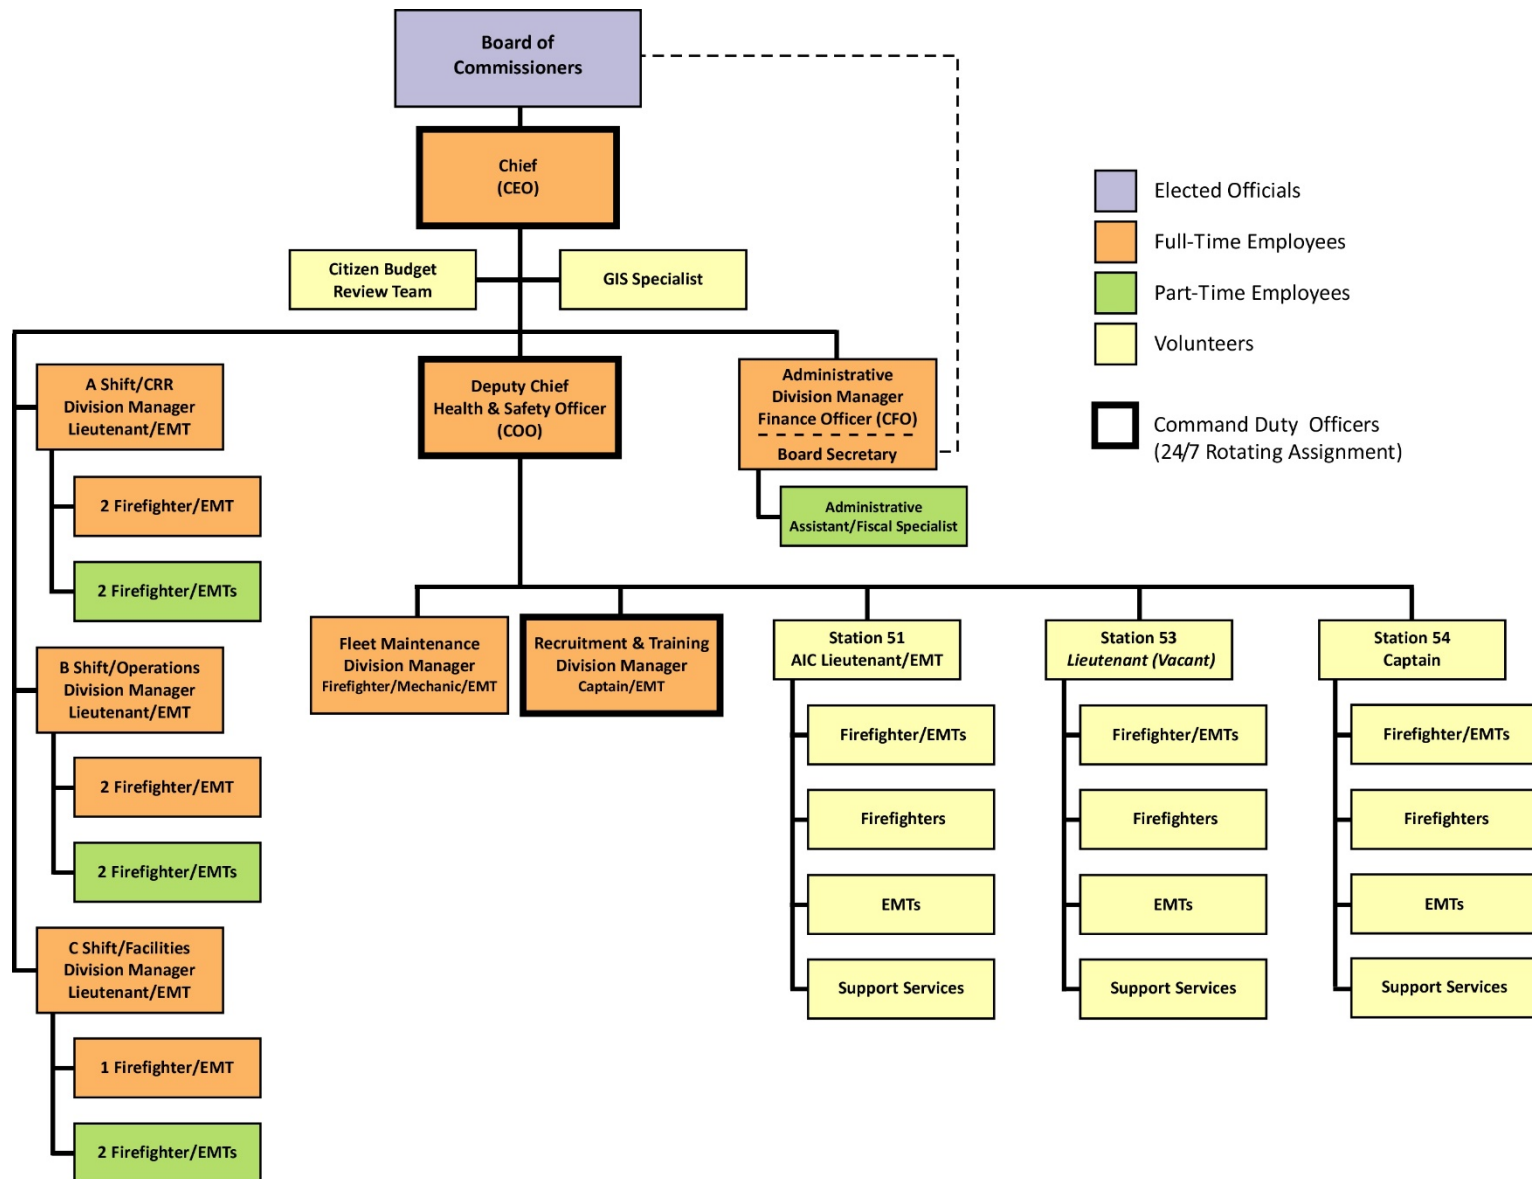 Board of
Commissioners
Chief
(CEO)
Citizen Budget
Review Team
GIS Specialist
Elected Officials
Full-Time Employees
Part-Time Employees
Volunteers
Command Duty Officers
(24/7 Rotating Assignment)
A Shift/CRR
Division Manager
Lieutenant/EMT
2 Firefighter/EMT
2 Firefighter/EMTs
B Shift/Operations
Division Manager
Lieutenant/EMT
2 Firefighter/EMT
2 Firefighter/EMTs
C Shift/Facilities
Division Manager
Lieutenant/EMT
1 Firefighter/EMT
2 Firefighter/EMTs
Deputy Chief
Health & Safety Officer
(COO)
Administrative
Division Manager
Finance Officer (CFO)
Board Secretary
Administrative
Assistant/Fiscal Specialist
Fleet Maintenance
Division Manager
Firefighter/Mechanic/EMT
Recruitment & Training
Division Manager
Captain/EMT
Station 51
AIC Lieutenant/EMT
Firefighter/EMTs
Firefighters
EMTs
Support Services
Station 53
Lieutenant (Vacant)
Firefighter/EMTs
Firefighters
EMTs
Support Services
Station 54
Captain
Firefighter/EMTs
Firefighters
EMTs
Support Services